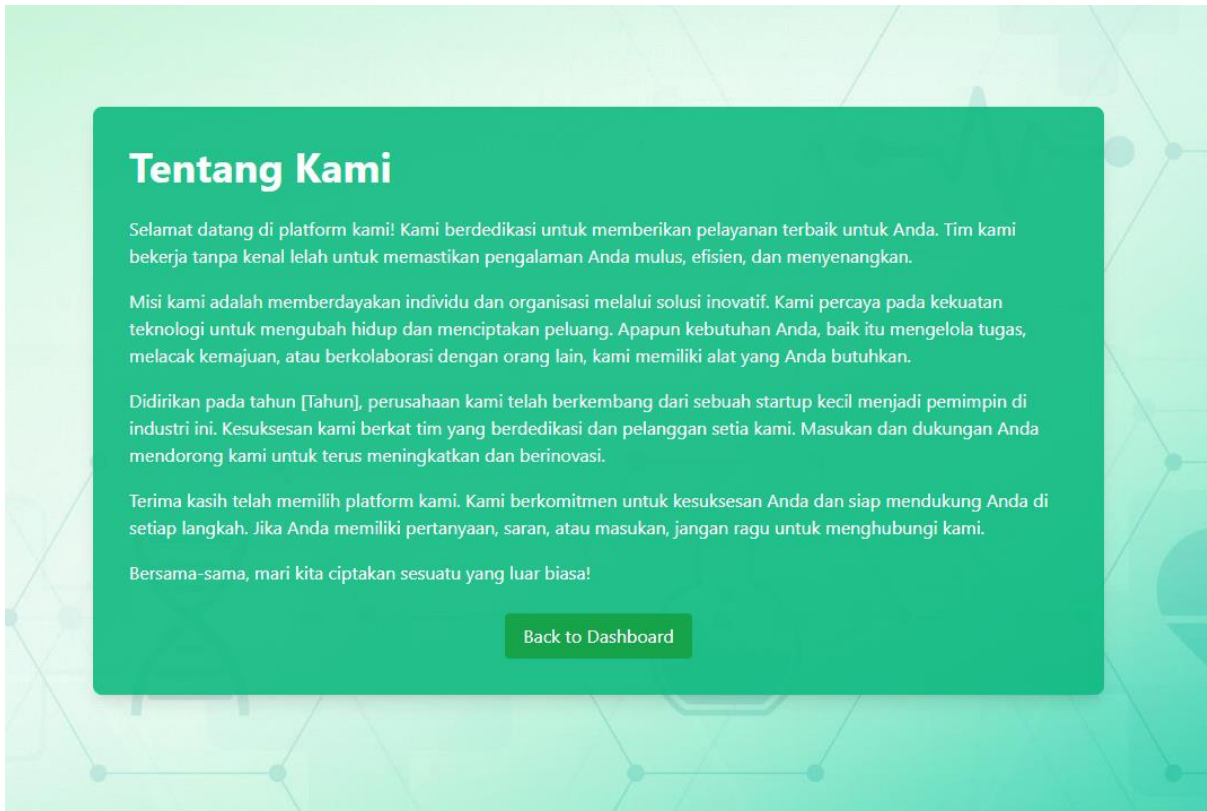 Tentang Kami
Selamat datang di platform kami! Kami berdedikasi untuk memberikan pelayanan terbaik untuk Anda. Tim kami
bekerja tanpa kenal lelah untuk memastikan pengalaman Anda mulus, efisien, dan menyenangkan.
Misi kami adalah memberdayakan individu dan organisasi melalui solusi inovatif. Kami percaya pada kekuatan
teknologi untuk mengubah hidup dan menciptakan peluang. Apapun kebutuhan Anda, baik itu mengelola tugas,
melacak kemajuan, atau berkolaborasi dengan orang lain, kami memiliki alat yang Anda butuhkan.
Didirikan pada tahun [Tahun], perusahaan kami telah berkembang dari sebuah startup kecil menjadi pemimpin di
industri ini. Kesuksesan kami berkat tim yang berdedikasi dan pelanggan setia kami. Masukan dan dukungan Anda
mendorong kami untuk terus meningkatkan dan berinovasi.
Terima kasih telah memilih platform kami. Kami berkomitmen untuk kesuksesan Anda dan siap mendukung Anda di
setiap langkah. Jika Anda memiliki pertanyaan, saran, atau masukan, jangan ragu untuk menghubungi kami.
Bersama-sama, mari kita ciptakan sesuatu yang luar biasa!
Back to Dashboard